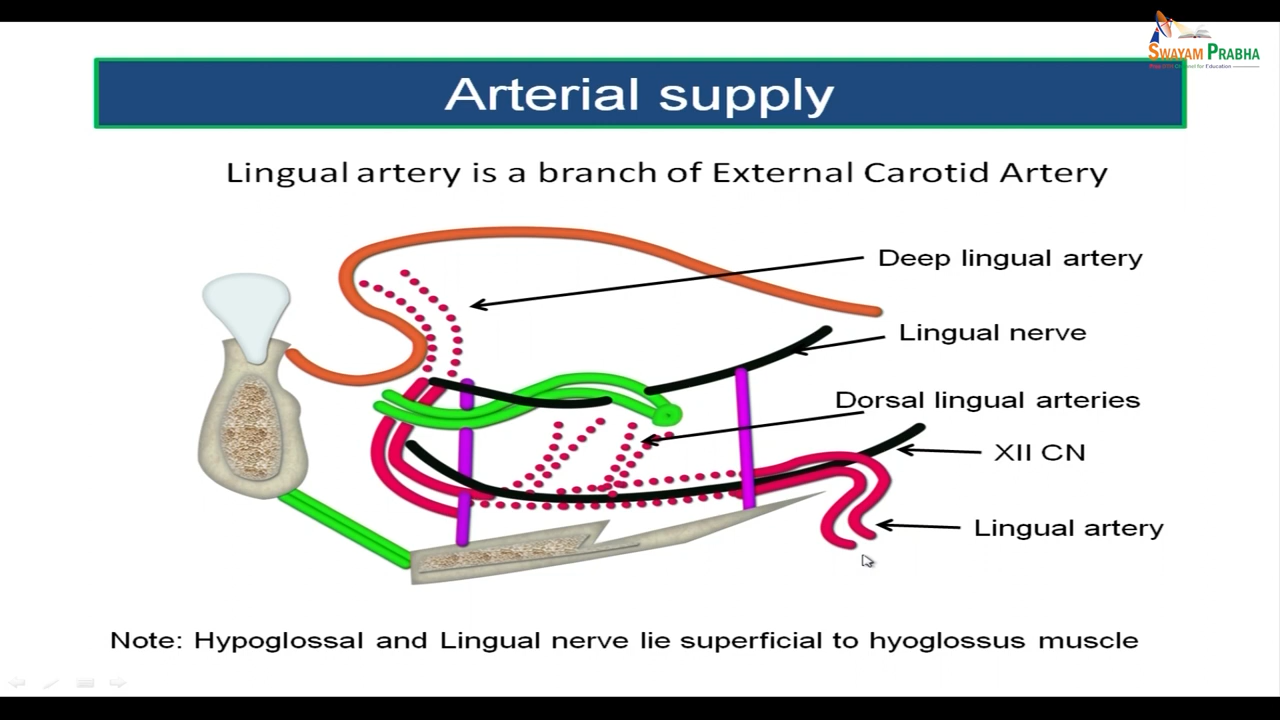 SWAYAM PRABHA
Arterial supply
Lingual artery is a branch of External Carotid Artery
Deep lingual artery
Lingual nerve
Dorsal lingual arteries
XII CN
Lingual artery
Note: Hypoglossal and Lingual nerve lie superficial to hyoglossus muscle